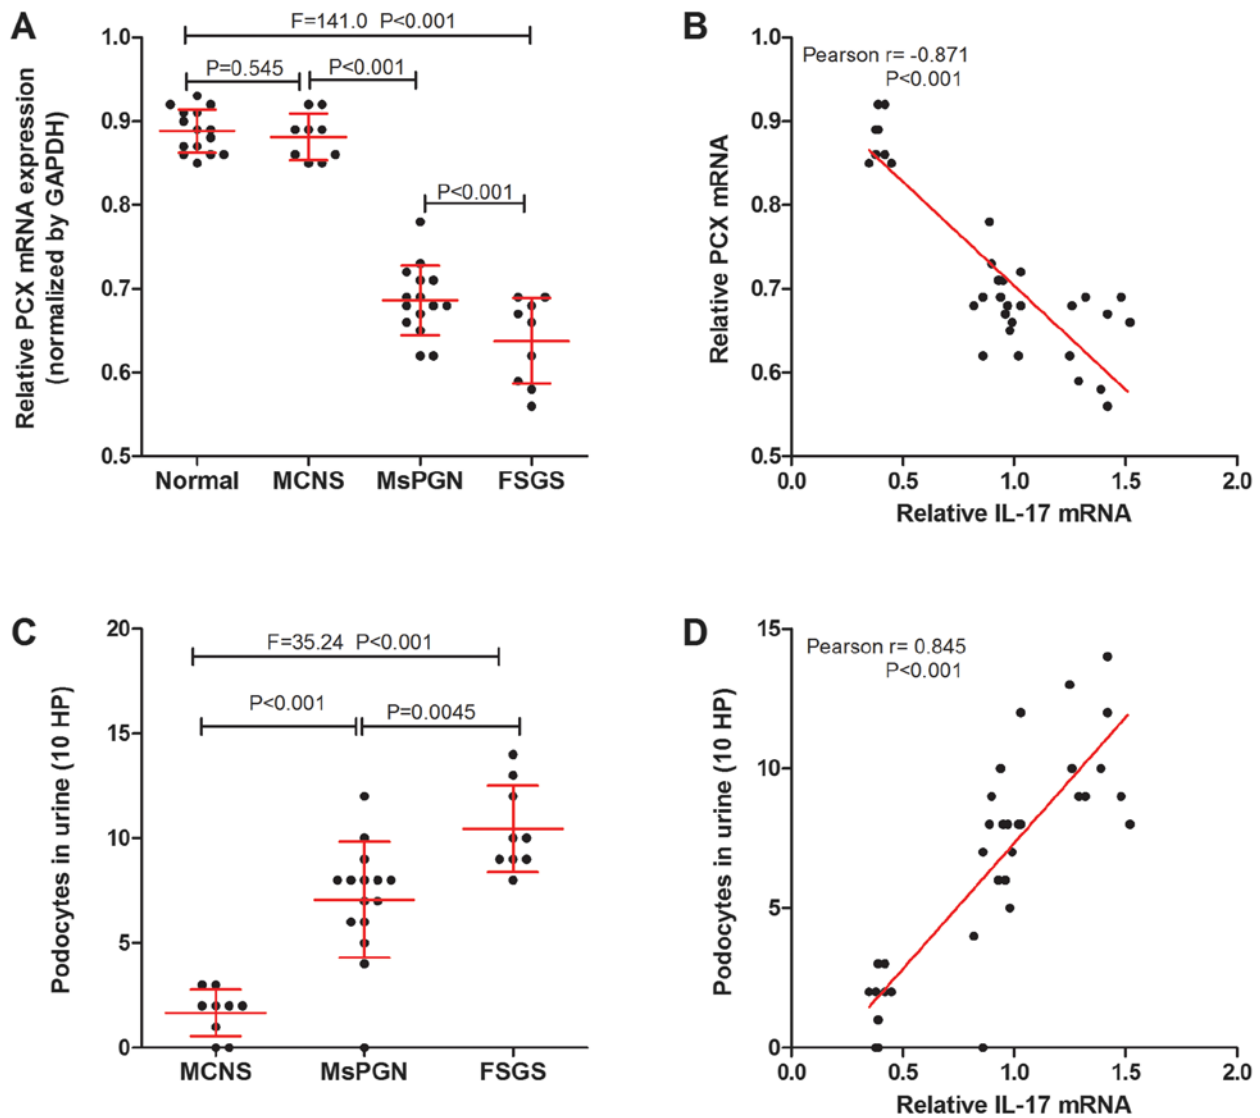 A
F=141.0 P<0.001
P=0.545
P<0.001
P<0.001
Relative PCX mRNA expression
(normalized by GAPDH)
1.0
0.9
0.8
0.7
0.6
0.5
Normal MCNS MsPGN FSGS
B
Pearson r= -0.871
P<0.001
Relative PCX mRNA
1.0
0.9
0.8
0.7
0.6
0.5
0.0 0.5 1.0 1.5 2.0
Relative IL-17 mRNA
C
F=35.24 P<0.001
P<0.001
P=0.0045
Podocytes in urine (10 HP)
20
15
10
5
0
MCNS MsPGN FSGS
D
Pearson r= 0.845
P<0.001
Podocytes in urine (10 HP)
15
10
5
0
0.0 0.5 1.0 1.5 2.0
Relative IL-17 mRNA